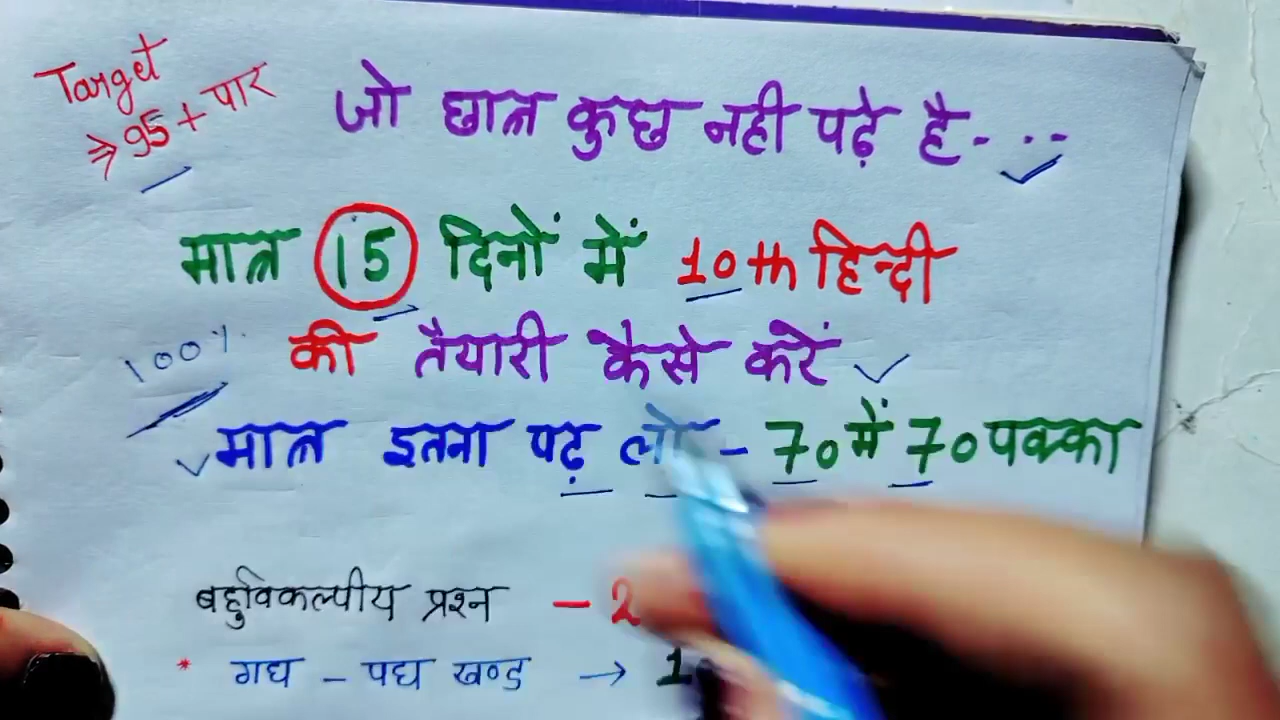 Target
⇒ 95+ पार
जो छात्र कुछ नही पढ़े है- - - -
मात्र 15 दिनों में 10th हिन्दी
100%
की तैयारी कैसे करें
मात्र इतना पढ़ लो - 70 में 70 पक्का
बहुविकल्पीय प्रश्न -
* गद्य - पद्य खण्ड →